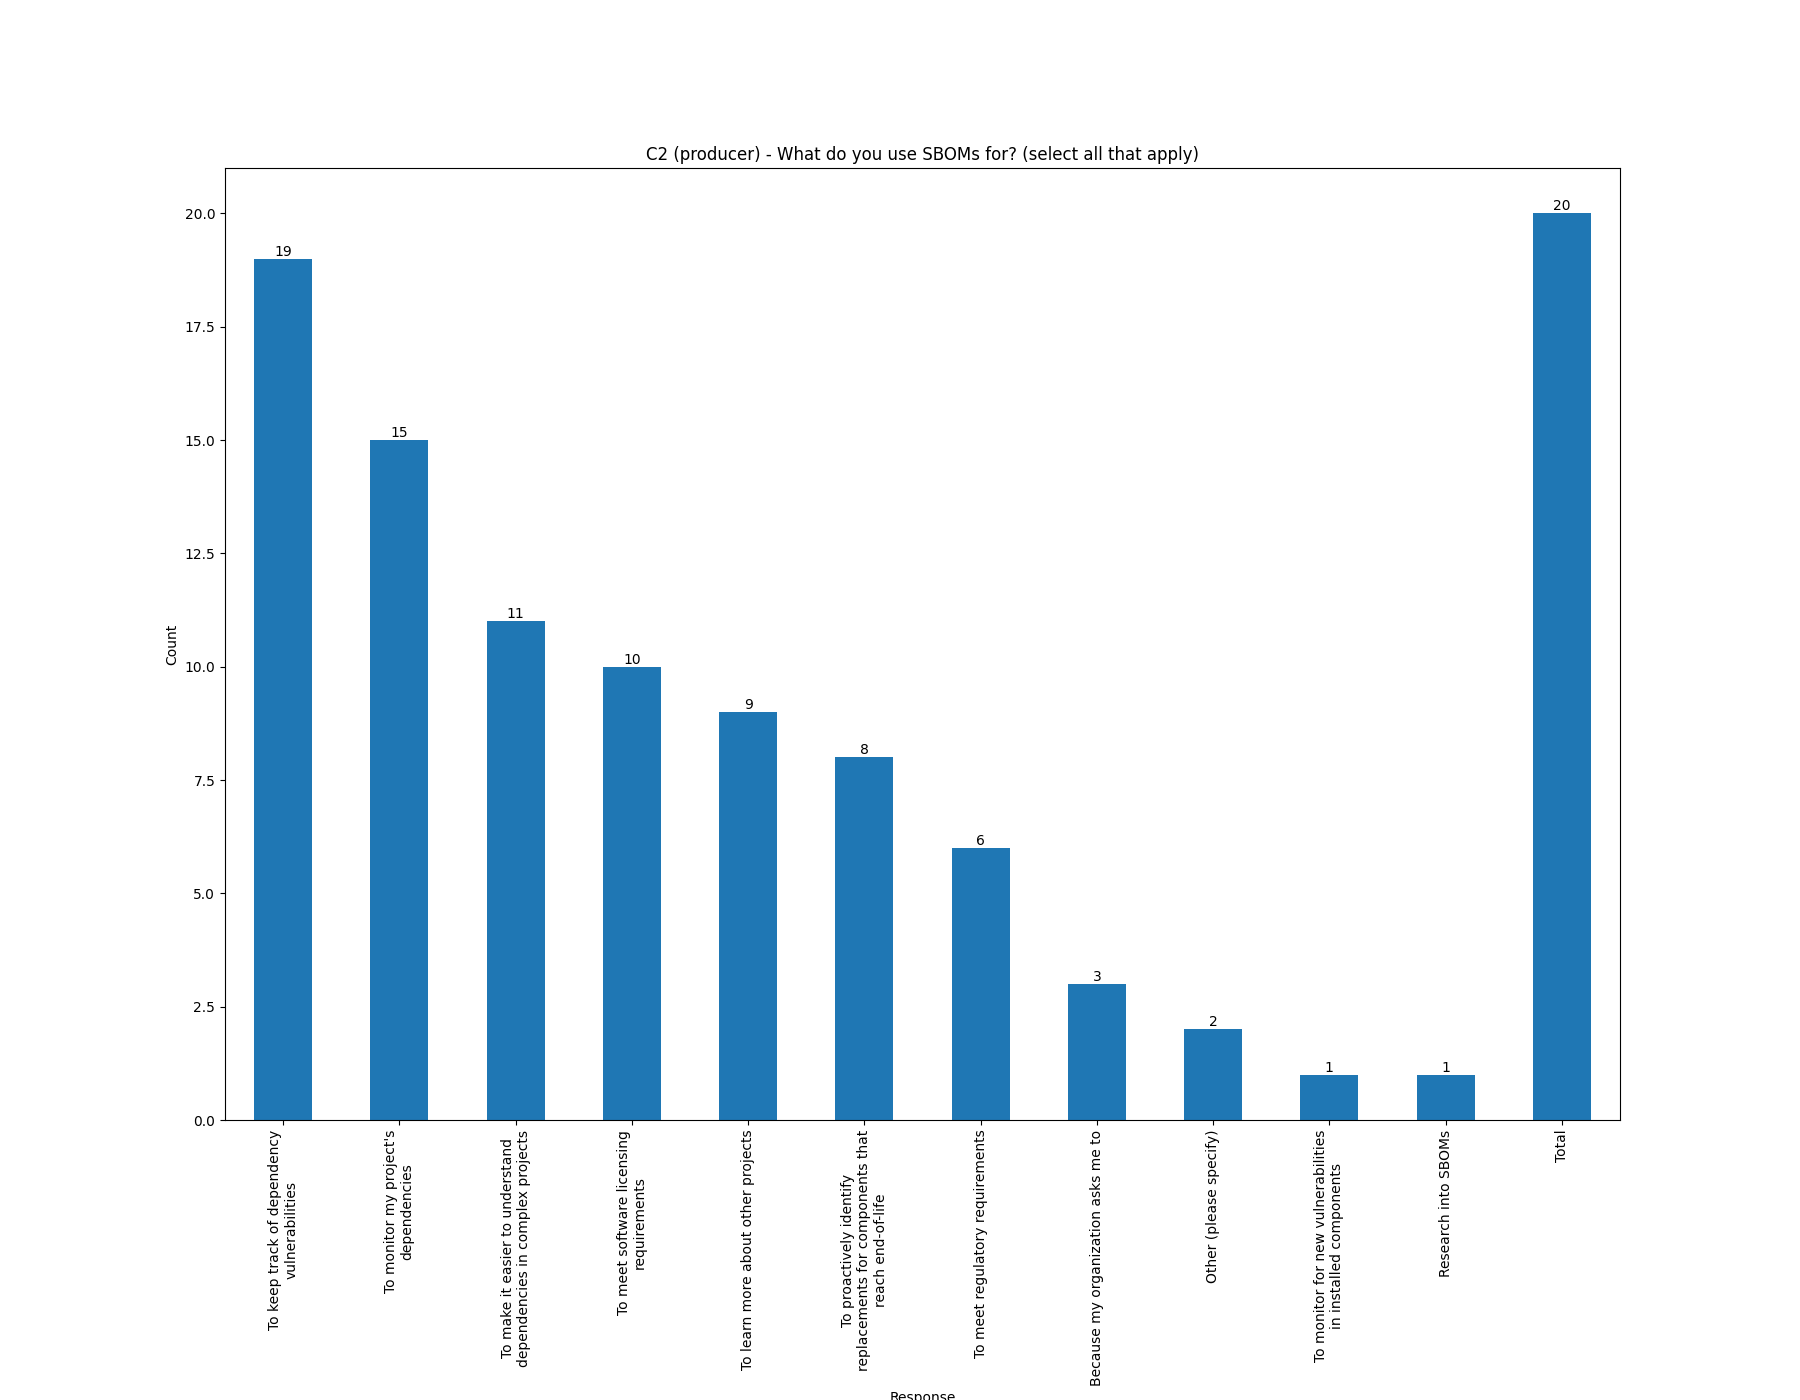 C2 (producer) - What do you use SBOMs for? (select all that apply)
20.0
17.5
15.0
12.5
10.0
7.5
5.0
2.5
0.0
Count
19
15
11
10
9
8
6
3
2
1
1
20
To keep track of dependency
vulnerabilities
To monitor my project's
dependencies
To make it easier to understand
dependencies in complex projects
To meet software licensing
requirements
To learn more about other projects
To proactively identify
replacements for components that
reach end-of-life
To meet regulatory requirements
Because my organization asks me to
Other (please specify)
To monitor for new vulnerabilities
in installed components
Research into SBOMs
Total
Response